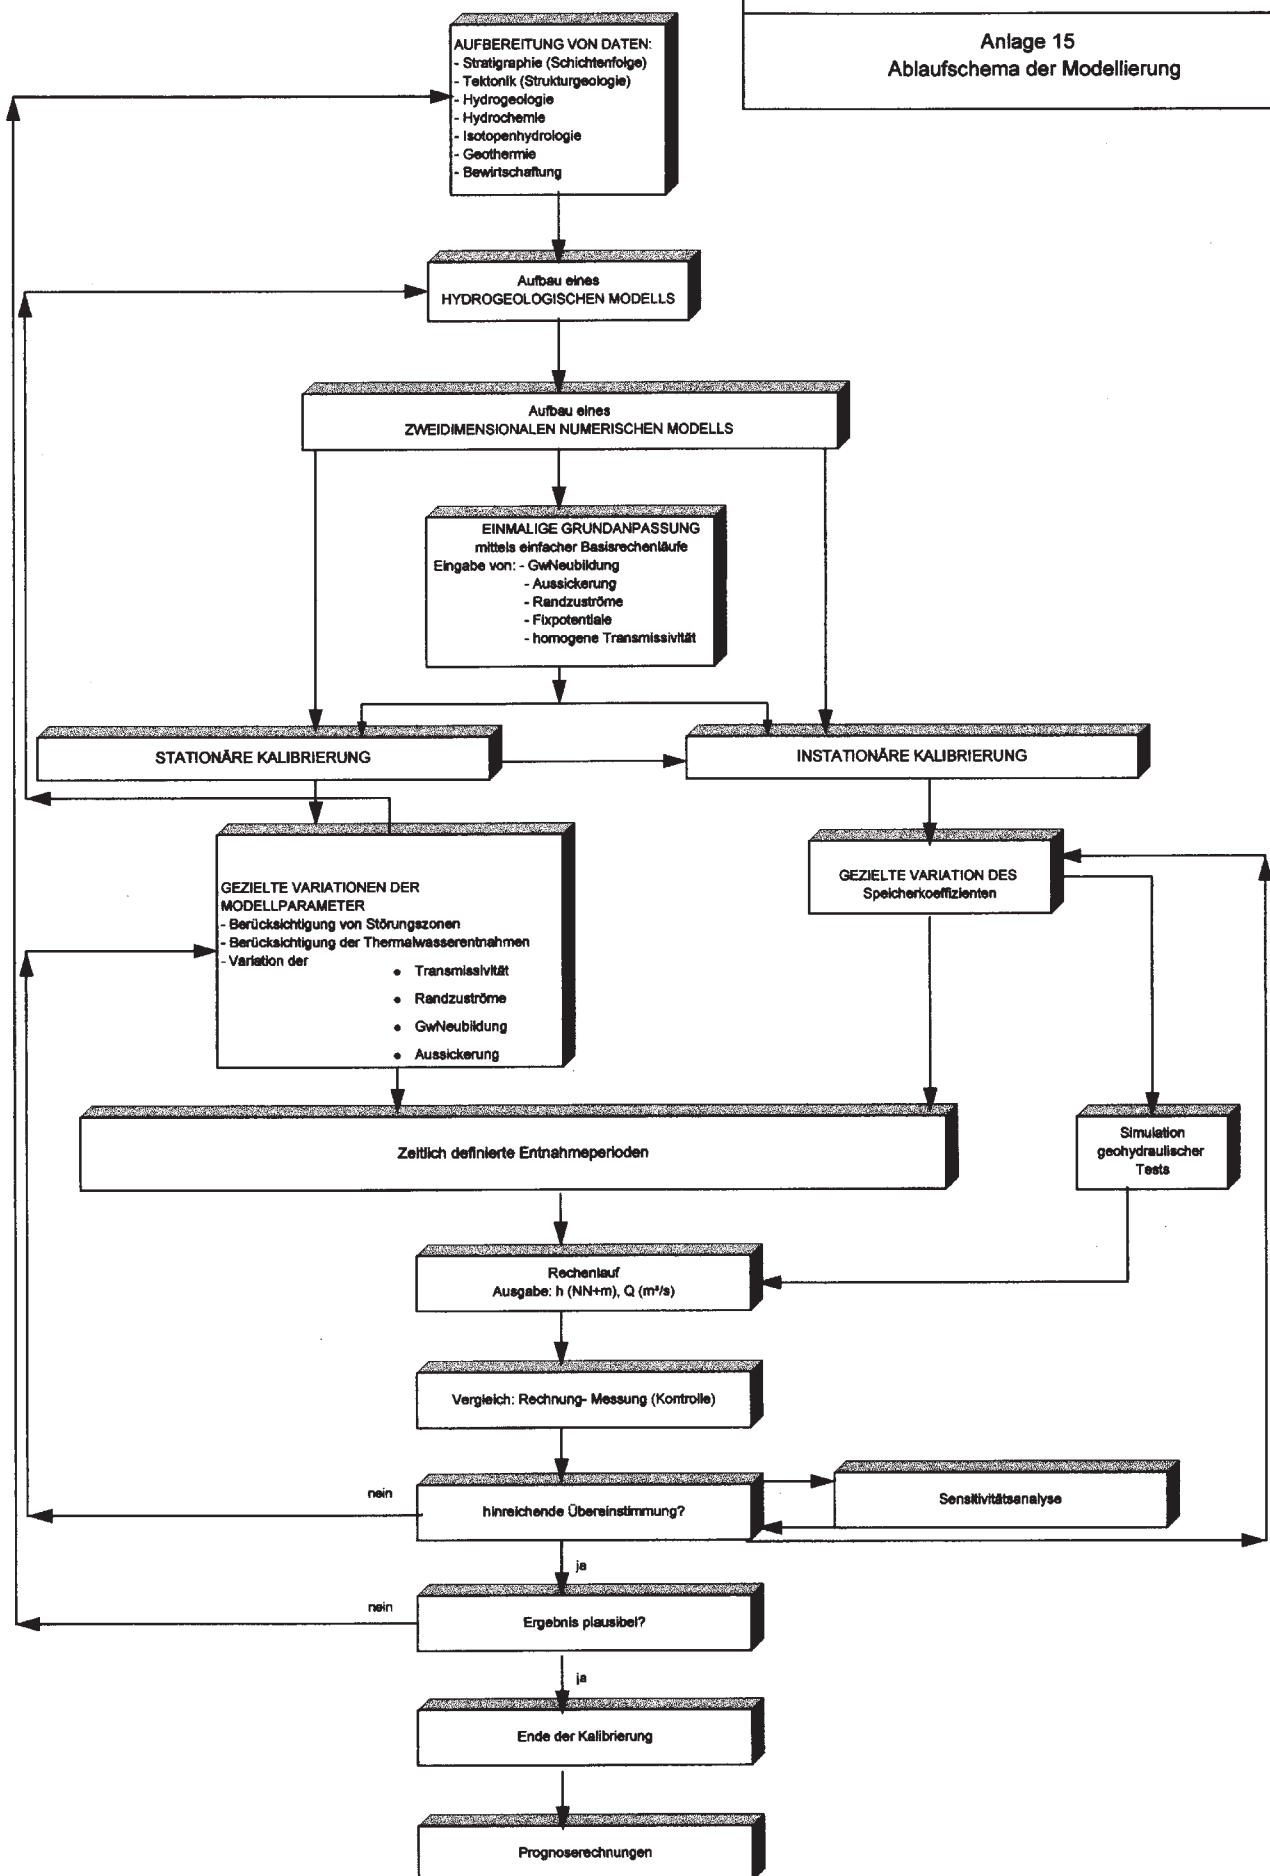 Anlage 15
Ablaufschema der Modellierung
AUFBEREITUNG VON DATEN:
- Stratigraphie (Schichtenfolge)
- Tektonik (Strukturgeologie)
- Hydrogeologie
- Hydrochemie
- Isotopenhydrologie
- Geothermie
- Bewirtschaftung
Aufbau eines
HYDROGEOLOGISCHEN MODELLS
Aufbau eines
ZWEIDIMENSIONALEN NUMERISCHEN MODELLS
EINMALIGE GRUNDANPASSUNG
mittels einfacher Basisrechenläufe
Eingabe von: - GwNeubildung
- Aussickerung
- Randzuströme
- Fixpotentiale
- homogene Transmissivität
STATIONÄRE KALIBRIERUNG
INSTATIONÄRE KALIBRIERUNG
GEZIELTE VARIATIONEN DER
MODELLPARAMETER
- Berücksichtigung von Störungszonen
- Berücksichtigung der Thermalwasserentnahmen
- Variation der
• Transmissivität
• Randzuströme
• GwNeubildung
• Aussickerung
GEZIELTE VARIATION DES
Speicherkoeffizienten
Zeitlich definierte Entnahmeperioden
Simulation
geohydraulischer
Tests
Rechenlauf
Ausgabe: h (NN+m), Q (m³/s)
Vergleich: Rechnung- Messung (Kontrolle)
nein
hinreichende Übereinstimmung?
Sensitivitätsanalyse
ja
nein
Ergebnis plausibel?
ja
Ende der Kalibrierung
Prognoserechnungen